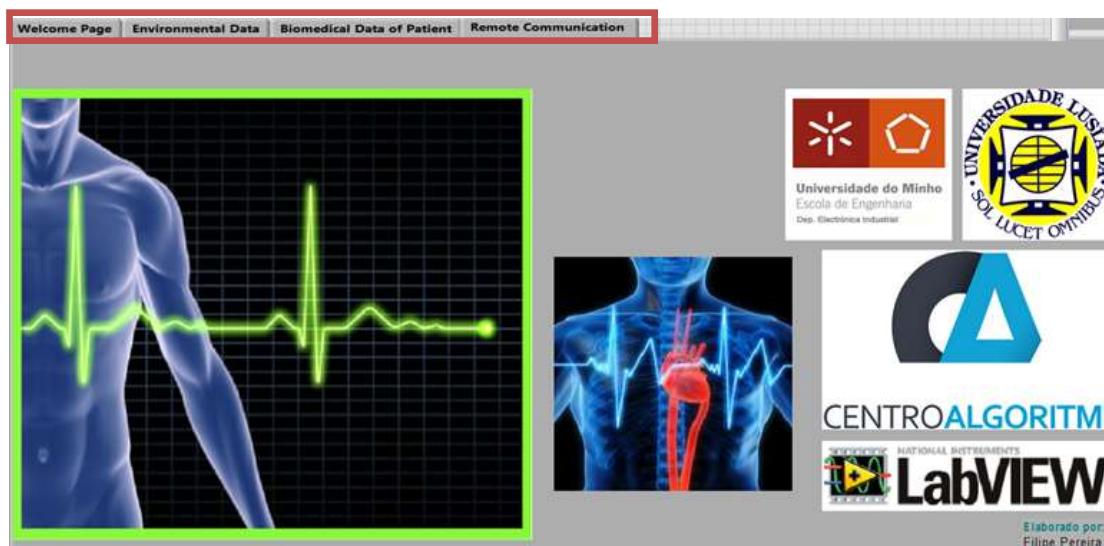 Welcome Page Environmental Data Biomedical Data of Patient Remote Communication
Universidade do Minho
Escola de Engenharia
Dep. Electrónica Industrial
UNIVERSIDADE LUSÍADA
· SOL LUCET OMNIBUS ·
CENTROALGORITM
NATIONAL INSTRUMENTS
LabVIEW
Elaborado por:
Filipe Pereira